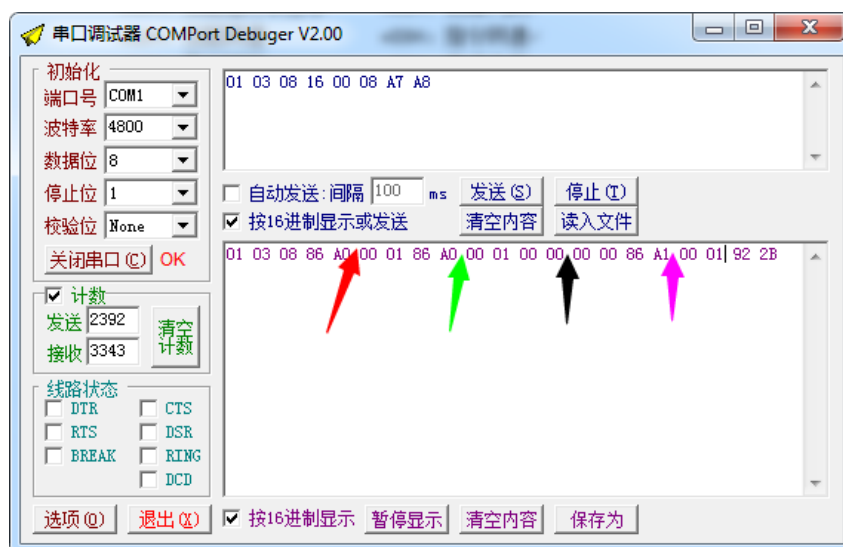 串口调试器 COMPort Debuger V2.00
初始化
端口号 COM1
波特率 4800
数据位 8
停止位 1
校验位 None
关闭串口(C) OK
计数
发送 2392
接收 3343
清空计数
线路状态
DTR CTS
RTS DSR
BREAK RING
DCD
选项(O) 退出(X)
01 03 08 16 00 08 A7 A8
自动发送:间隔 100 ms 发送(S) 停止(T)
按16进制显示或发送 清空内容 读入文件
01 03 08 86 A0 00 01 86 A0 00 01 00 00 00 00 86 A1 00 01 92 2B
按16进制显示 暂停显示 清空内容 保存为